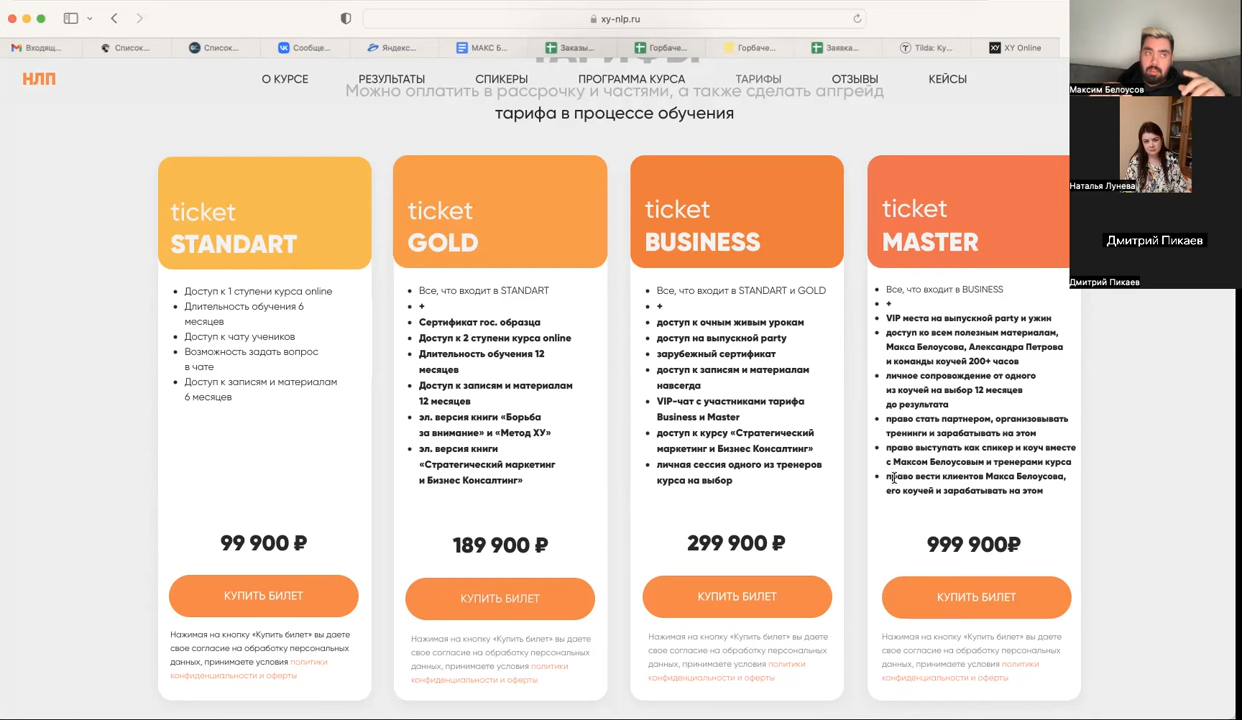 xy-nlp.ru
Входящ...
Список...
Список...
Сообще...
Яндекс...
МАКС Б...
Заказы...
Горбаче...
Горбаче...
Заявка...
Tilda: Ку...
XY Online
ТАРИФЫ
НЛП
О КУРСЕ
РЕЗУЛЬТАТЫ
СПИКЕРЫ
ПРОГРАММА КУРСА
ТАРИФЫ
ОТЗЫВЫ
КЕЙСЫ
Можно оплатить в рассрочку и частями, а также сделать апгрейд
тарифа в процессе обучения
ticket
STANDART
Доступ к 1 ступени курса online
Длительность обучения 6
месяцев
Доступ к чату учеников
Возможность задать вопрос
в чате
Доступ к записям и материалам
6 месяцев
99 900 ₽
КУПИТЬ БИЛЕТ
Нажимая на кнопку «Купить билет» вы даете
свое согласие на обработку персональных
данных, принимаете условия политики
конфиденциальности и оферты
ticket
GOLD
Все, что входит в STANDART
+
Сертификат гос. образца
Доступ к 2 ступени курса online
Длительность обучения 12
месяцев
Доступ к записям и материалам
12 месяцев
эл. версия книги «Борьба
за внимание» и «Метод ХУ»
эл. версия книги
«Стратегический маркетинг
и Бизнес Консалтинг»
189 900 ₽
КУПИТЬ БИЛЕТ
Нажимая на кнопку «Купить билет» вы даете
свое согласие на обработку персональных
данных, принимаете условия политики
конфиденциальности и оферты
ticket
BUSINESS
Все, что входит в STANDART и GOLD
+
доступ к очным живым урокам
доступ на выпускной party
зарубежный сертификат
доступ к записям и материалам
навсегда
VIP-чат с участниками тарифа
Business и Master
доступ к курсу «Стратегический
маркетинг и Бизнес Консалтинг»
личная сессия одного из тренеров
курса на выбор
299 900 ₽
КУПИТЬ БИЛЕТ
Нажимая на кнопку «Купить билет» вы даете
свое согласие на обработку персональных
данных, принимаете условия политики
конфиденциальности и оферты
ticket
MASTER
Все, что входит в BUSINESS
+
VIP места на выпускной party и ужин
доступ ко всем полезным материалам,
Макса Белоусова, Александра Петрова
и команды коучей 200+ часов
личное сопровождение от одного
из коучей на выбор 12 месяцев
до результата
право стать партнером, организовывать
тренинги и зарабатывать на этом
право выступать как спикер и коуч вместе
с Максом Белоусовым и тренерами курса
право вести клиентов Макса Белоусова,
его коучей и зарабатывать на этом
999 900₽
КУПИТЬ БИЛЕТ
Нажимая на кнопку «Купить билет» вы даете
свое согласие на обработку персональных
данных, принимаете условия политики
конфиденциальности и оферты
Максим Белоусов
Наталья Лунева
Дмитрий Пикаев
Дмитрий Пикаев